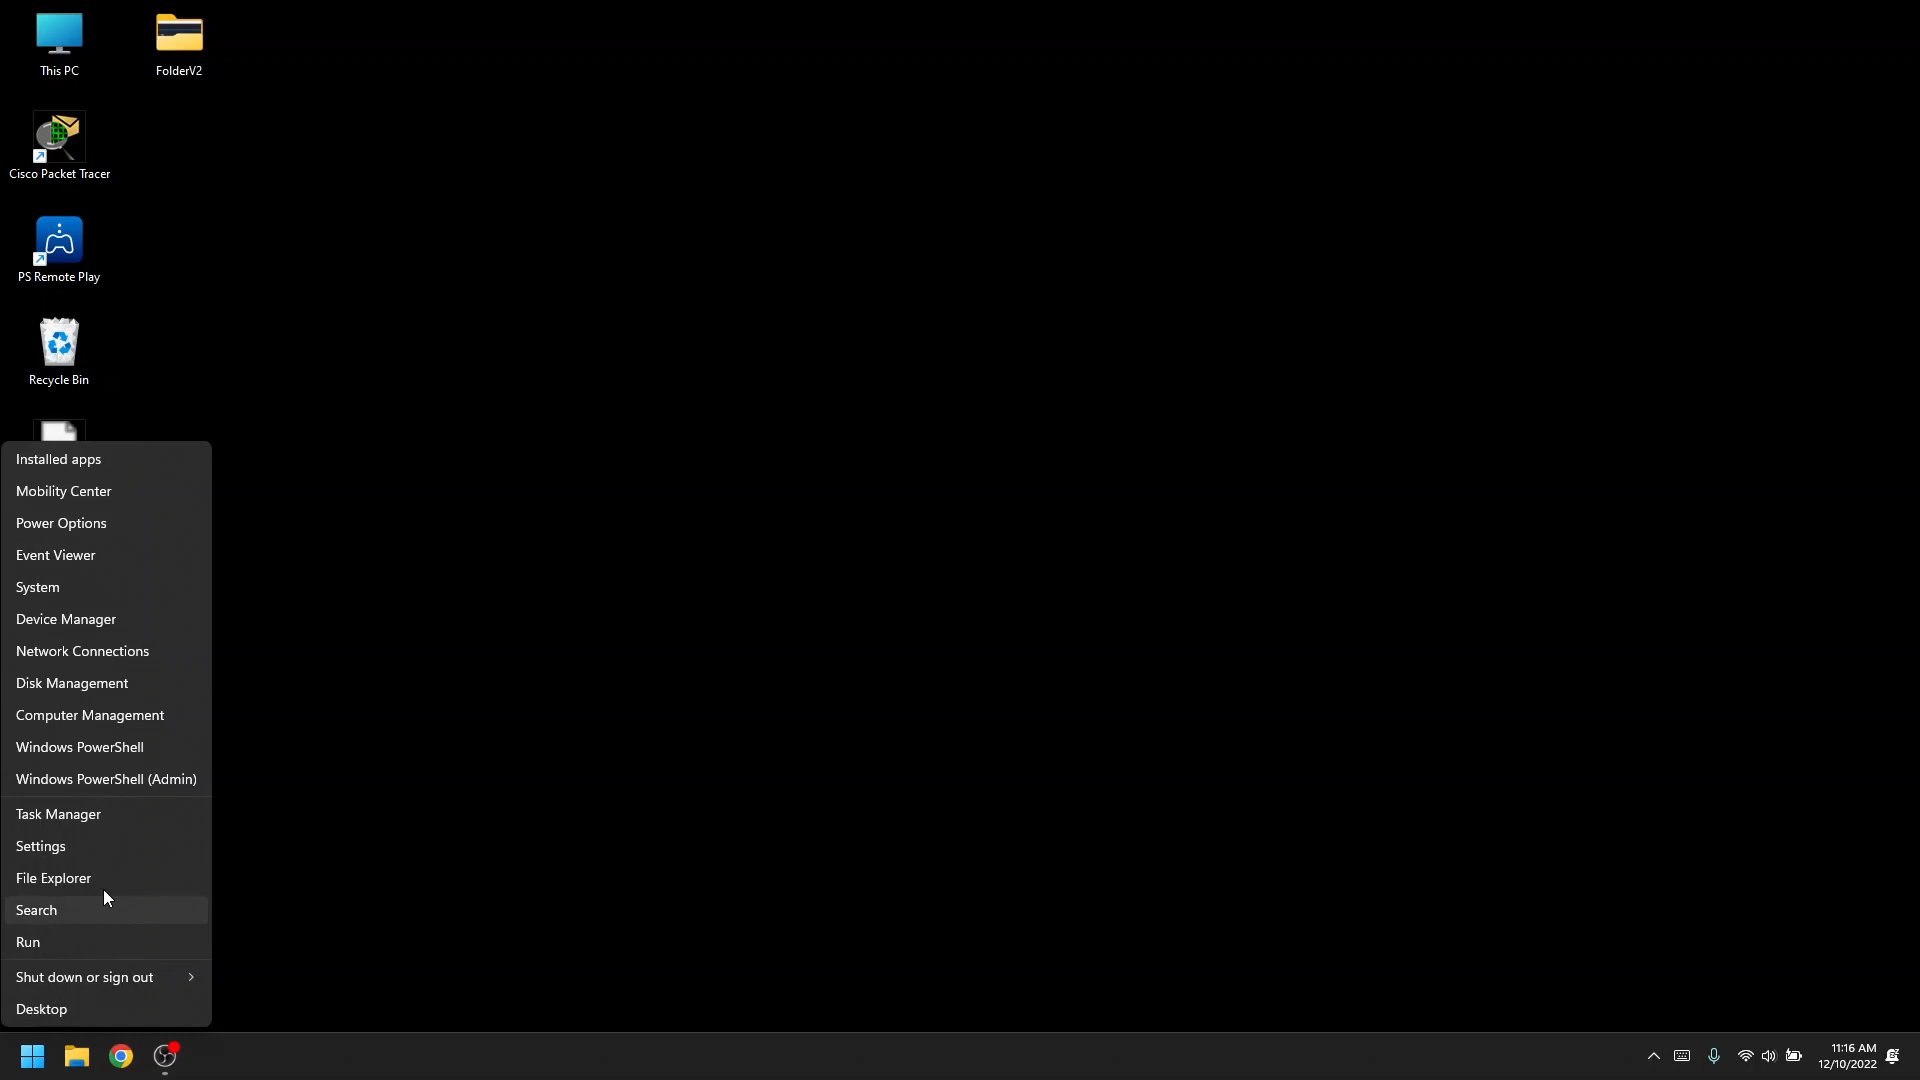 This PC
FolderV2
Cisco Packet Tracer
PS Remote Play
Recycle Bin
Installed apps
Mobility Center
Power Options
Event Viewer
System
Device Manager
Network Connections
Disk Management
Computer Management
Windows PowerShell
Windows PowerShell (Admin)
Task Manager
Settings
File Explorer
Search
Run
Shut down or sign out
Desktop
11:16 AM
12/10/2022